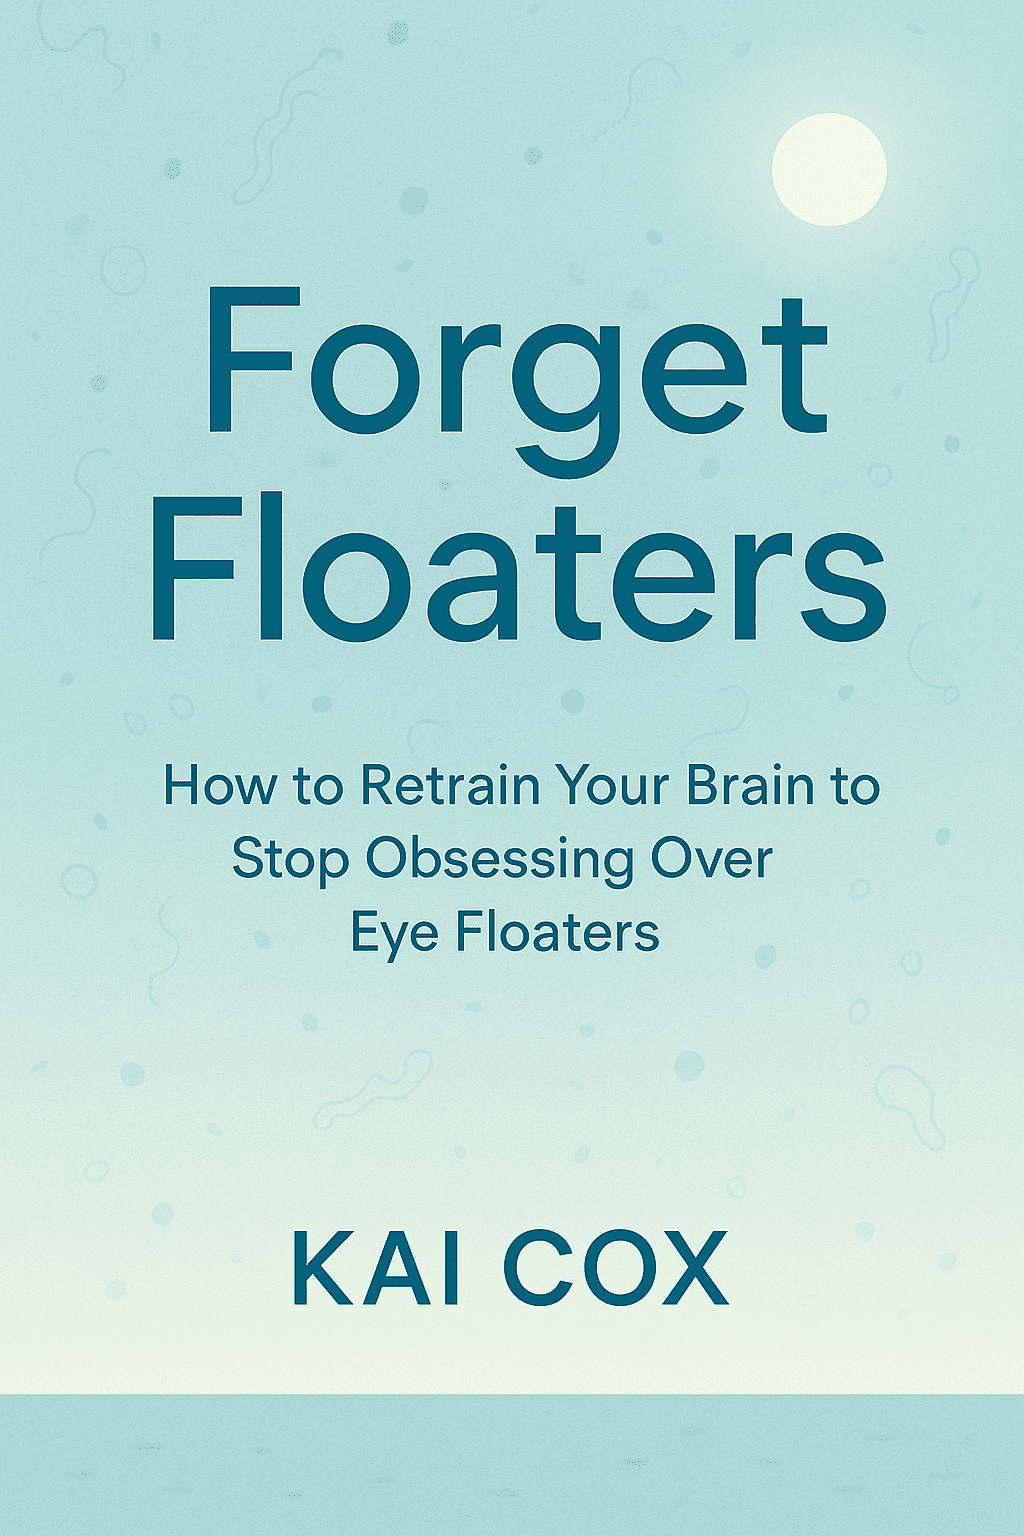 Forget
Floaters
How to Retrain Your Brain to
Stop Obsessing Over
Eye Floaters
KAI COX